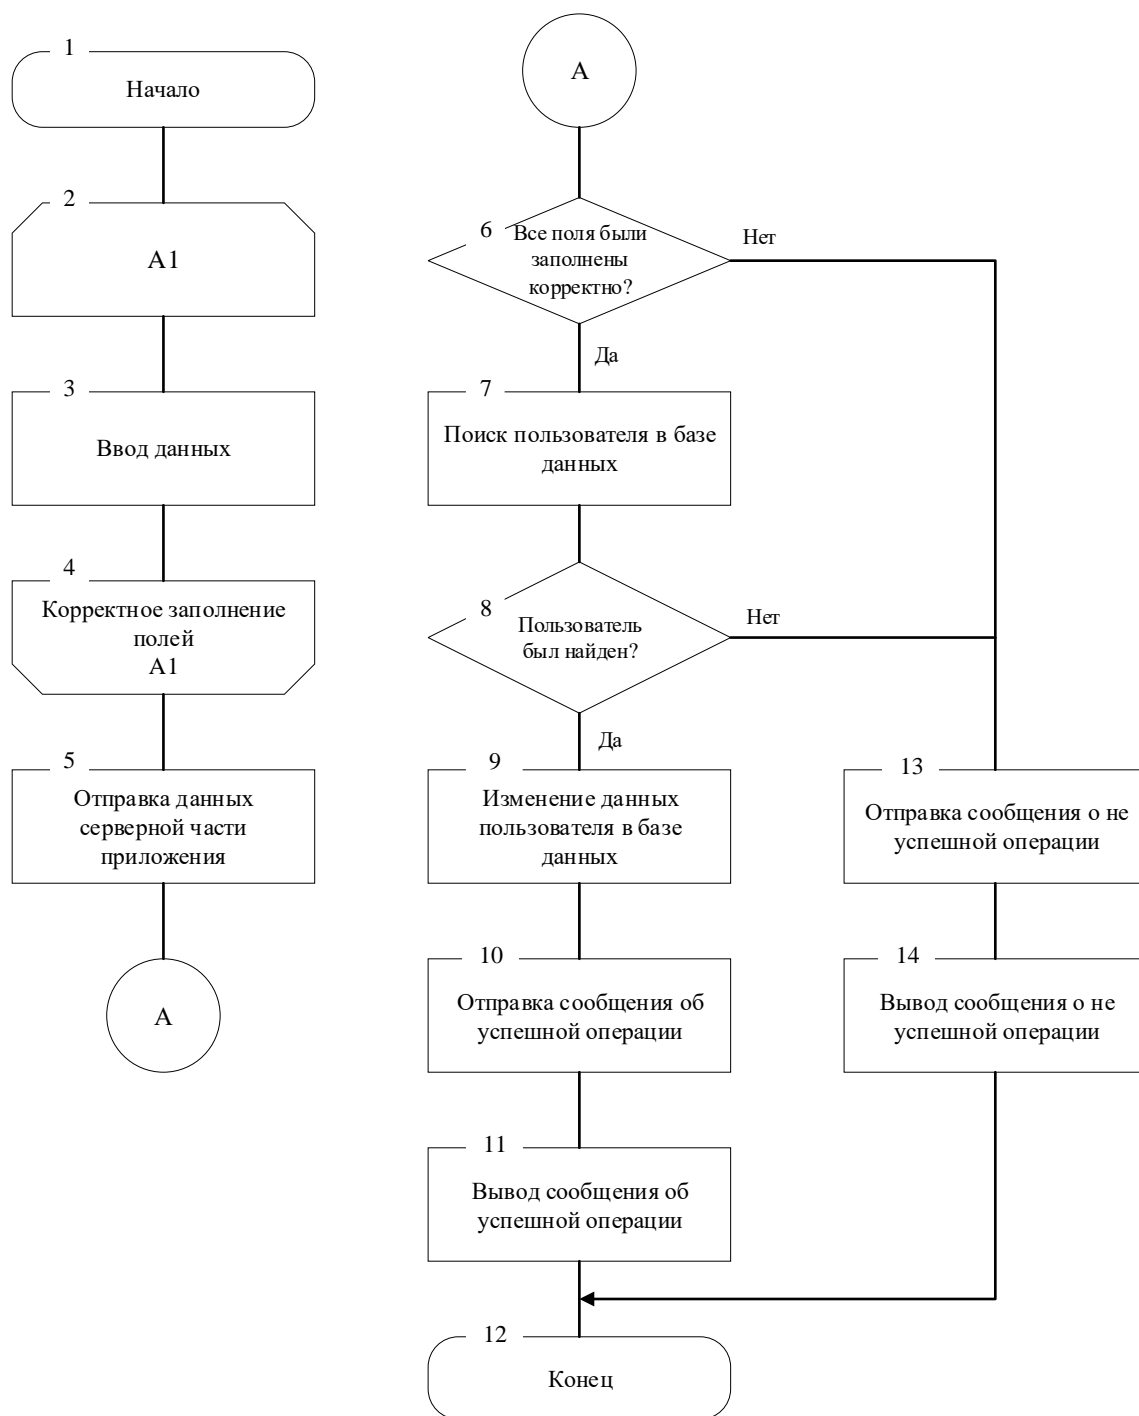 1
Начало
2
А1
3
Ввод данных
4
Корректное заполнение
полей
А1
5
Отправка данных
серверной части
приложения
А
А
6
Все поля были
заполнены
корректно?
Нет
Да
7
Поиск пользователя в базе
данных
8
Пользователь
был найден?
Нет
Да
9
Изменение данных
пользователя в базе
данных
10
Отправка сообщения об
успешной операции
11
Вывод сообщения об
успешной операции
12
Конец
13
Отправка сообщения о не
успешной операции
14
Вывод сообщения о не
успешной операции